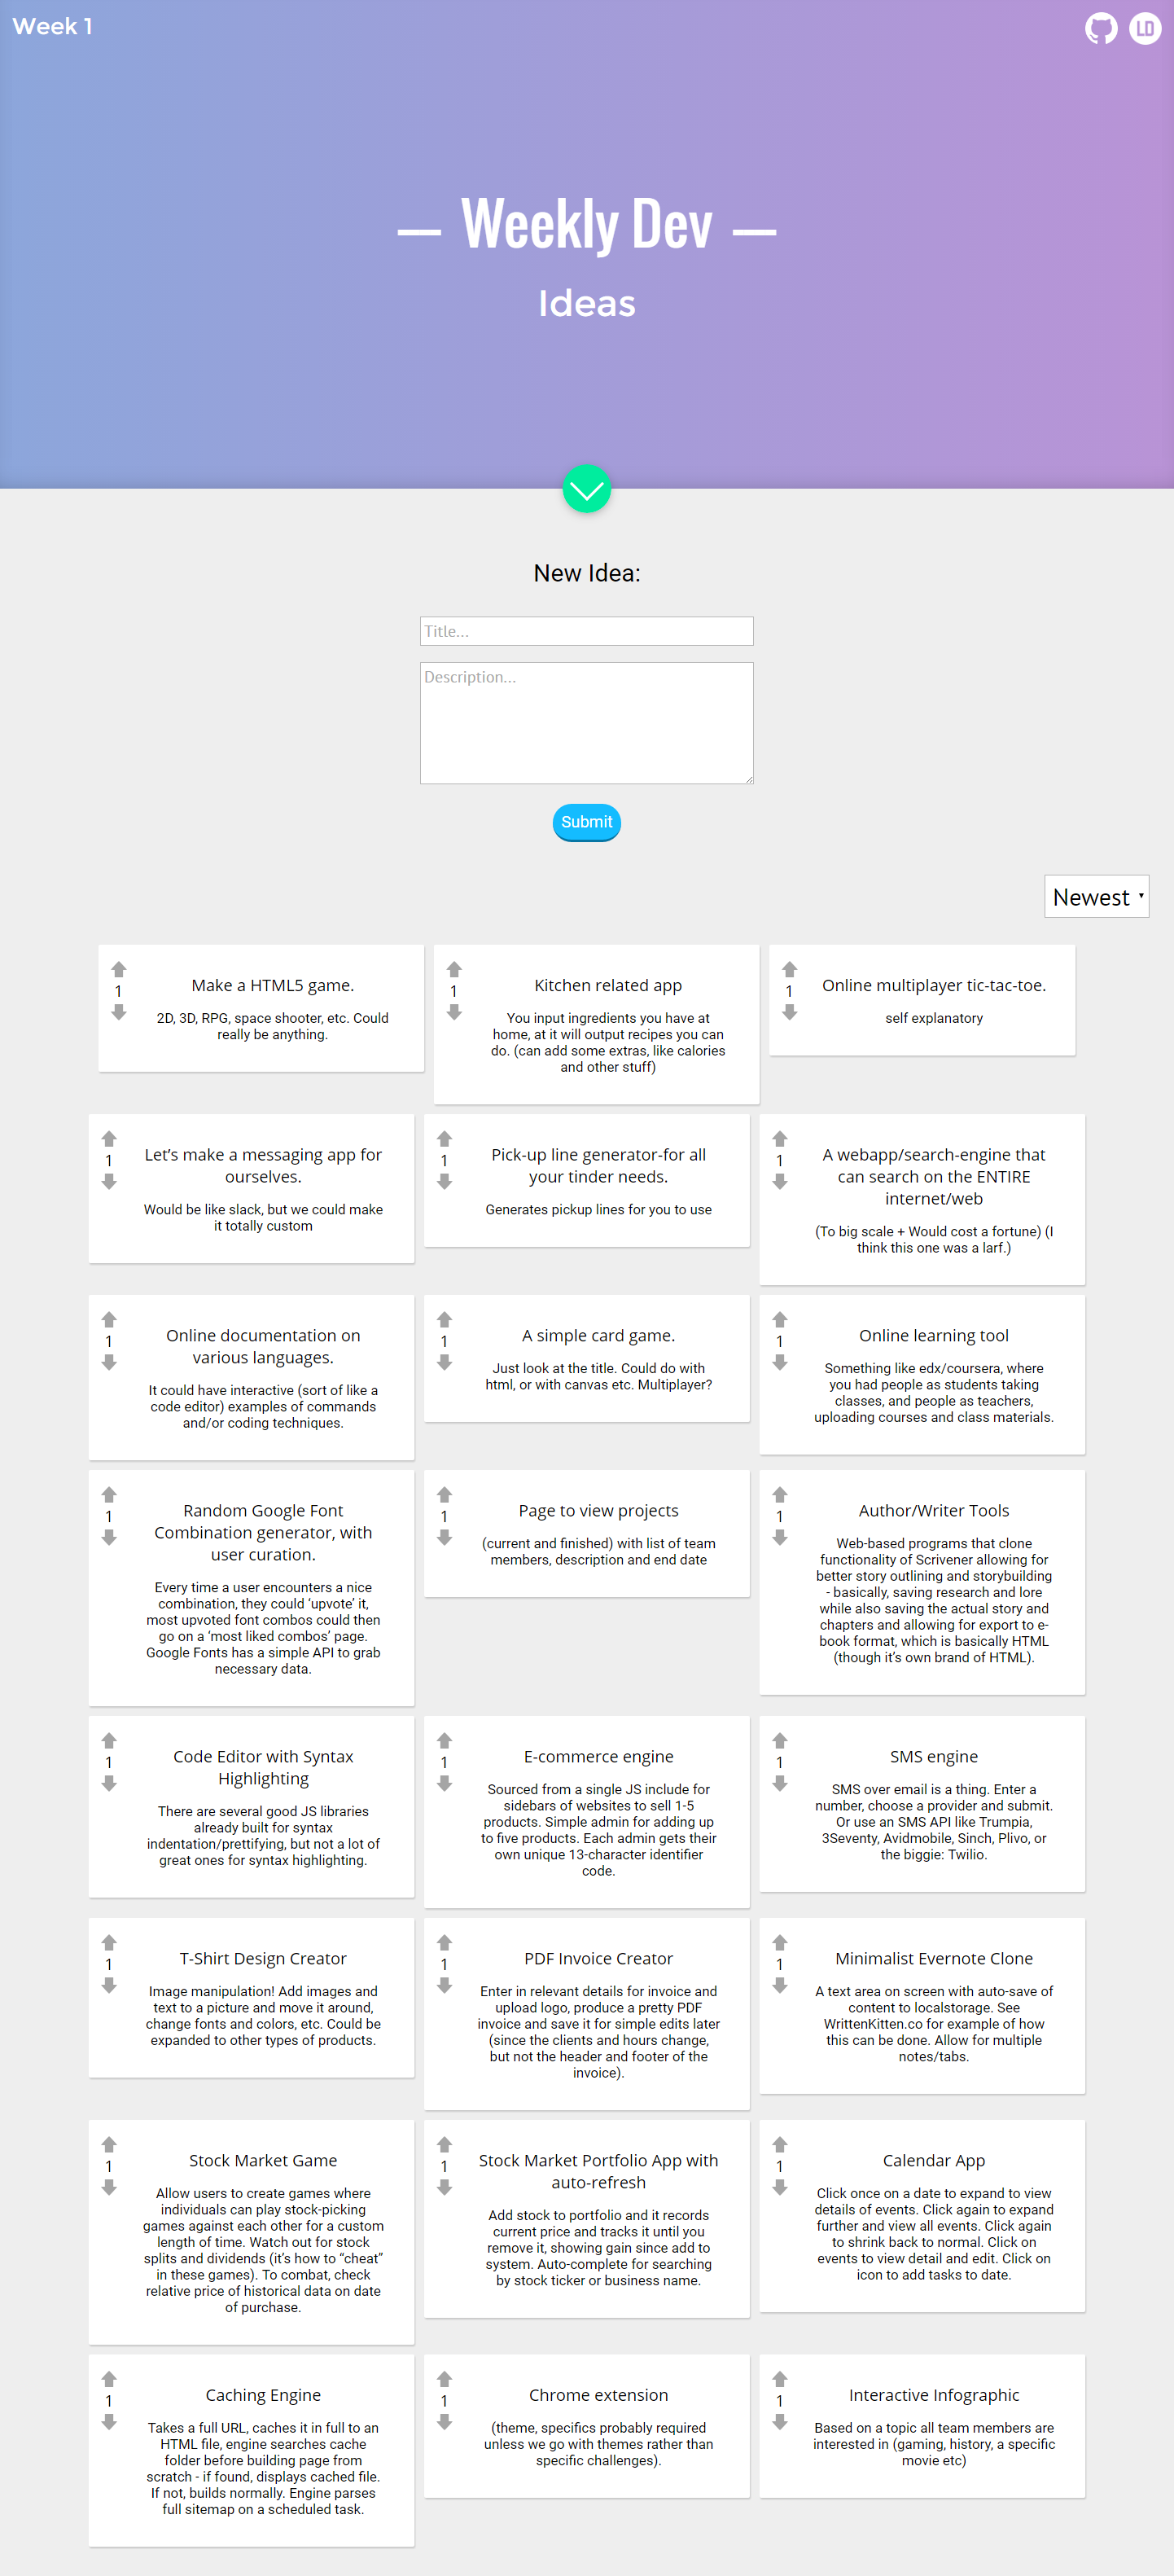 Week 1
LD
— Weekly Dev —
Ideas
New Idea:
Title...
Description...
Submit
Newest
1
Make a HTML5 game.
2D, 3D, RPG, space shooter, etc. Could
really be anything.
1
Kitchen related app
You input ingredients you have at
home, at it will output recipes you can
do. (can add some extras, like calories
and other stuff)
1
Online multiplayer tic-tac-toe.
self explanatory
1
Let’s make a messaging app for
ourselves.
Would be like slack, but we could make
it totally custom
1
Pick-up line generator-for all
your tinder needs.
Generates pickup lines for you to use
1
A webapp/search-engine that
can search on the ENTIRE
internet/web
(To big scale + Would cost a fortune) (I
think this one was a larf.)
1
Online documentation on
various languages.
It could have interactive (sort of like a
code editor) examples of commands
and/or coding techniques.
1
A simple card game.
Just look at the title. Could do with
html, or with canvas etc. Multiplayer?
1
Online learning tool
Something like edx/coursera, where
you had people as students taking
classes, and people as teachers,
uploading courses and class materials.
1
Random Google Font
Combination generator, with
user curation.
Every time a user encounters a nice
combination, they could ‘upvote’ it,
most upvoted font combos could then
go on a ‘most liked combos’ page.
Google Fonts has a simple API to grab
necessary data.
1
Page to view projects
(current and finished) with list of team
members, description and end date
1
Author/Writer Tools
Web-based programs that clone
functionality of Scrivener allowing for
better story outlining and storybuilding
- basically, saving research and lore
while also saving the actual story and
chapters and allowing for export to e-
book format, which is basically HTML
(though it’s own brand of HTML).
1
Code Editor with Syntax
Highlighting
There are several good JS libraries
already built for syntax
indentation/prettifying, but not a lot of
great ones for syntax highlighting.
1
E-commerce engine
Sourced from a single JS include for
sidebars of websites to sell 1-5
products. Simple admin for adding up
to five products. Each admin gets their
own unique 13-character identifier
code.
1
SMS engine
SMS over email is a thing. Enter a
number, choose a provider and submit.
Or use an SMS API like Trumpia,
3Seventy, Avidmobile, Sinch, Plivo, or
the biggie: Twilio.
1
T-Shirt Design Creator
Image manipulation! Add images and
text to a picture and move it around,
change fonts and colors, etc. Could be
expanded to other types of products.
1
PDF Invoice Creator
Enter in relevant details for invoice and
upload logo, produce a pretty PDF
invoice and save it for simple edits later
(since the clients and hours change,
but not the header and footer of the
invoice).
1
Minimalist Evernote Clone
A text area on screen with auto-save of
content to localstorage. See
WrittenKitten.co for example of how
this can be done. Allow for multiple
notes/tabs.
1
Stock Market Game
Allow users to create games where
individuals can play stock-picking
games against each other for a custom
length of time. Watch out for stock
splits and dividends (it’s how to “cheat”
in these games). To combat, check
relative price of historical data on date
of purchase.
1
Stock Market Portfolio App with
auto-refresh
Add stock to portfolio and it records
current price and tracks it until you
remove it, showing gain since add to
system. Auto-complete for searching
by stock ticker or business name.
1
Calendar App
Click once on a date to expand to view
details of events. Click again to expand
further and view all events. Click again
to shrink back to normal. Click on
events to view detail and edit. Click on
icon to add tasks to date.
1
Caching Engine
Takes a full URL, caches it in full to an
HTML file, engine searches cache
folder before building page from
scratch - if found, displays cached file.
If not, builds normally. Engine parses
full sitemap on a scheduled task.
1
Chrome extension
(theme, specifics probably required
unless we go with themes rather than
specific challenges).
1
Interactive Infographic
Based on a topic all team members are
interested in (gaming, history, a specific
movie etc)